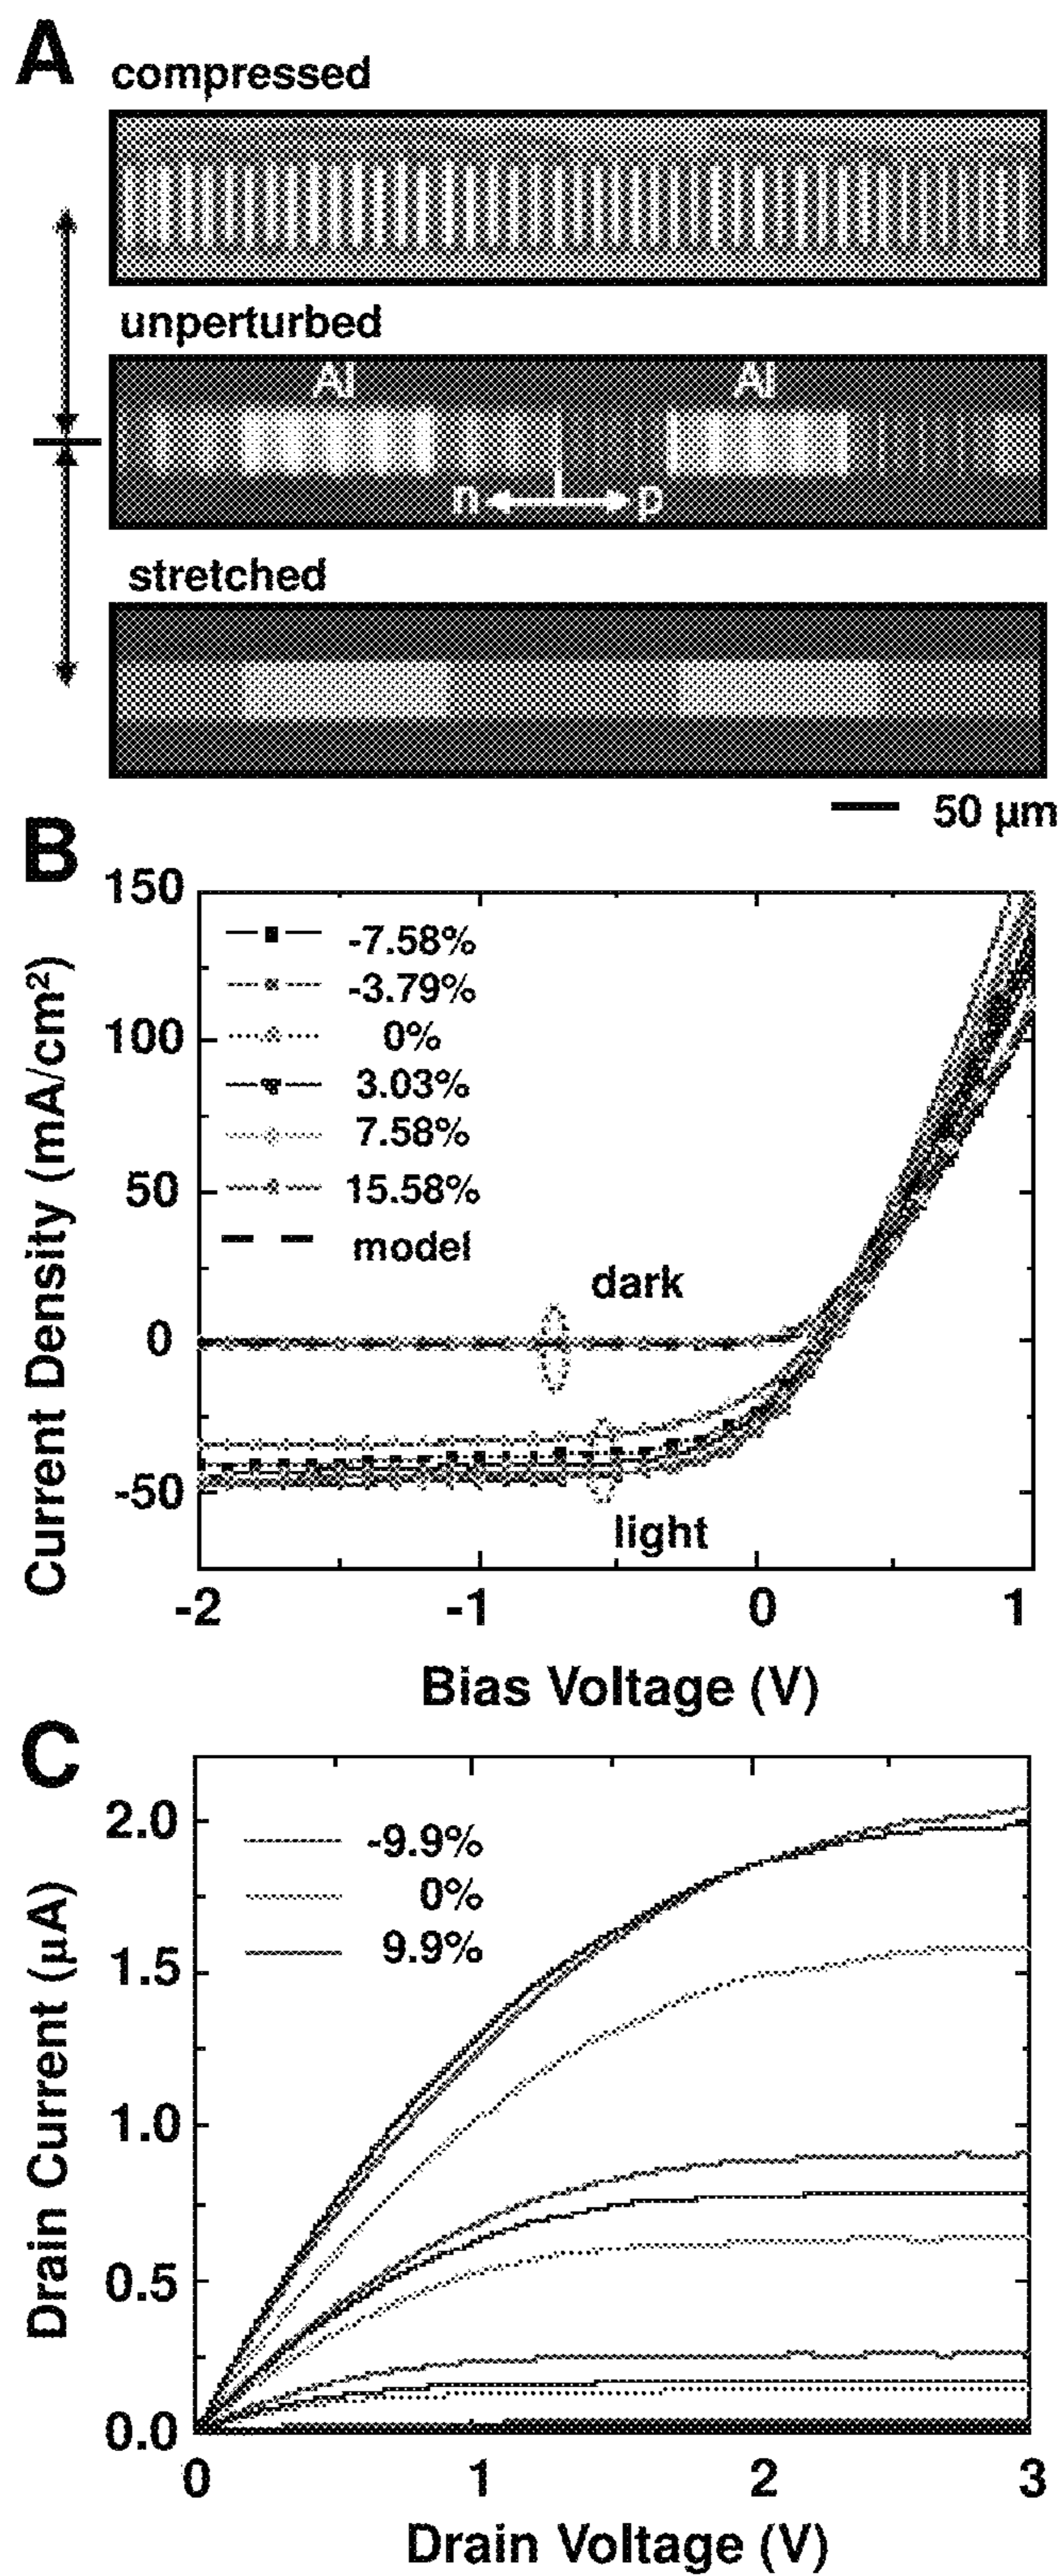 A
compressed
unperturbed
Al Al
n p
stretched
50 µm
B
Current Density (mA/cm²)
150
100
50
0
-50
-7.58%
-3.79%
0%
3.03%
7.58%
15.58%
model
dark
light
-2 -1 0 1
Bias Voltage (V)
C
Drain Current (µA)
2.0
1.5
1.0
0.5
0.0
-9.9%
0%
9.9%
0 1 2 3
Drain Voltage (V)